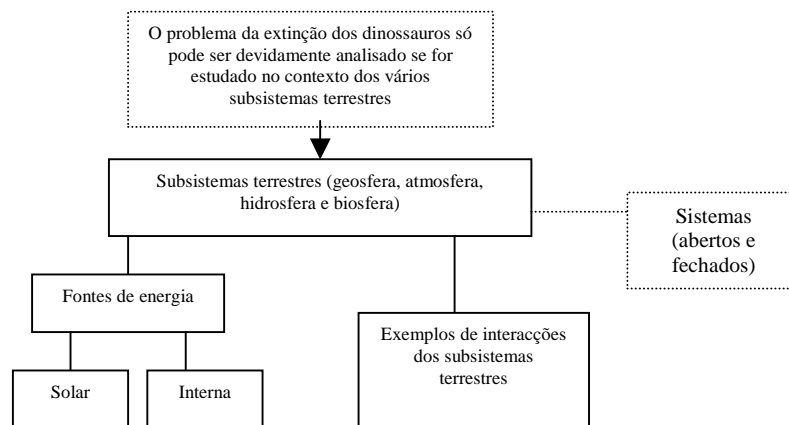 O problema da extinção dos dinossauros só
pode ser devidamente analisado se for
estudado no contexto dos vários
subsistemas terrestres
Subsistemas terrestres (geosfera, atmosfera,
hidrosfera e biosfera)
Sistemas
(abertos e
fechados)
Fontes de energia
Exemplos de interacções
dos subsistemas
terrestres
Solar
Interna